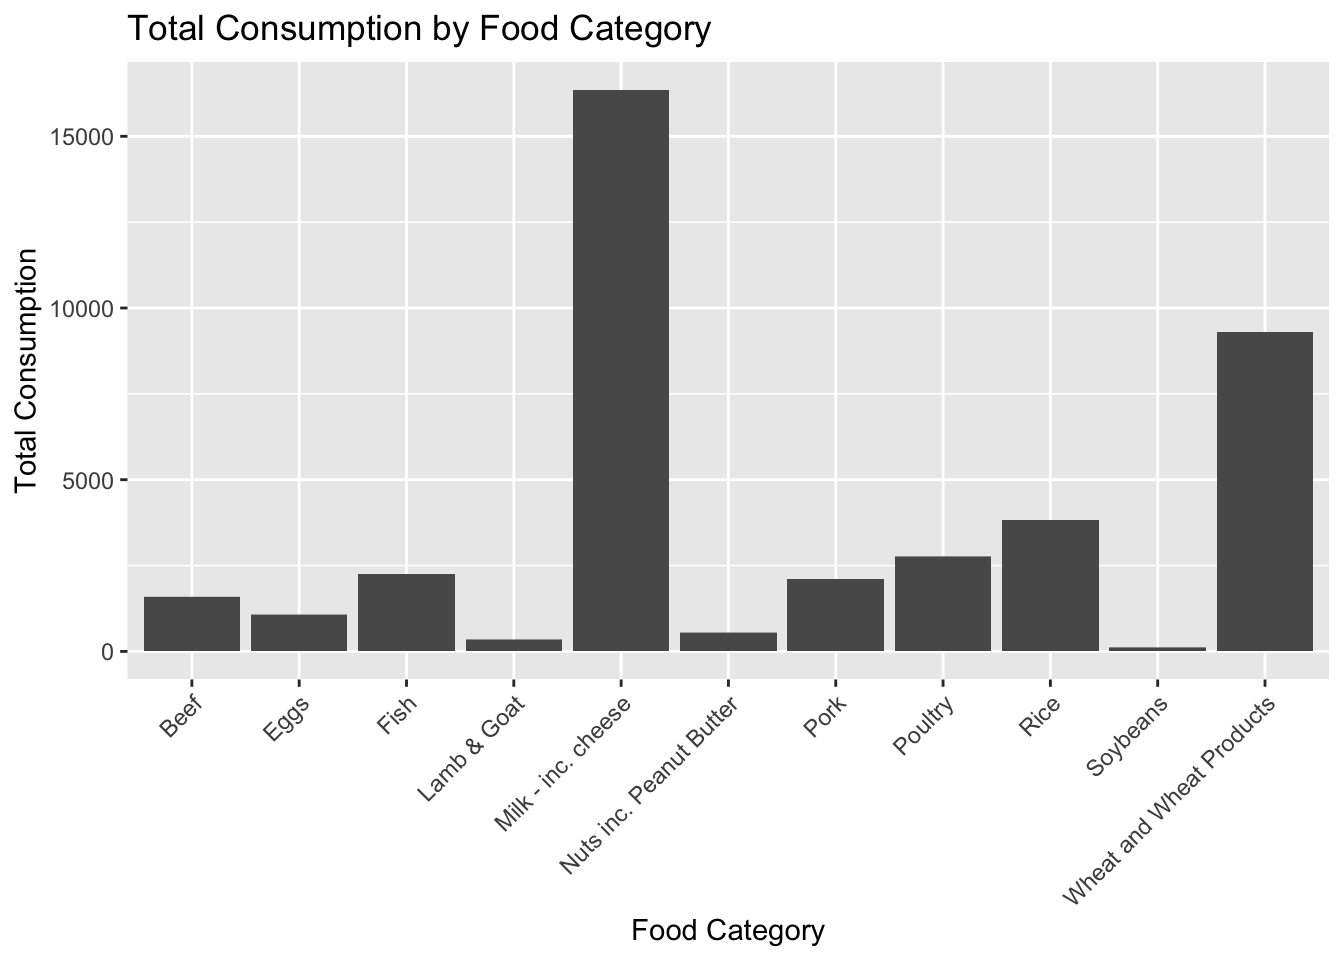 Total Consumption by Food Category
Total Consumption
15000
10000
5000
0
Beef
Eggs
Fish
Lamb & Goat
Milk - inc. cheese
Nuts inc. Peanut Butter
Pork
Poultry
Rice
Soybeans
Wheat and Wheat Products
Food Category